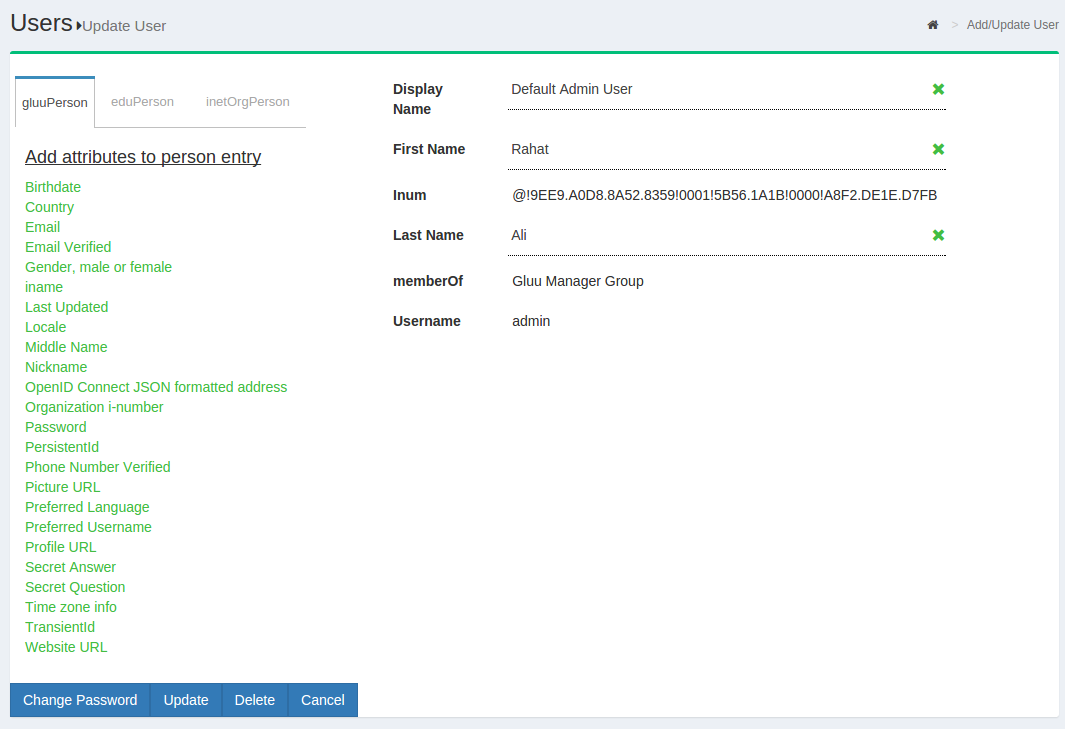 Users Update User
> Add/Update User
gluuPerson eduPerson inetOrgPerson
Add attributes to person entry
Birthdate
Country
Email
Email Verified
Gender, male or female
iname
Last Updated
Locale
Middle Name
Nickname
OpenID Connect JSON formatted address
Organization i-number
Password
PersistentId
Phone Number Verified
Picture URL
Preferred Language
Preferred Username
Profile URL
Secret Answer
Secret Question
Time zone info
TransientId
Website URL
Display Name Default Admin User
First Name Rahat
Inum @!9EE9.A0D8.8A52.8359!0001!5B56.1A1B!0000!A8F2.DE1E.D7FB
Last Name Ali
memberOf Gluu Manager Group
Username admin
Change Password Update Delete Cancel